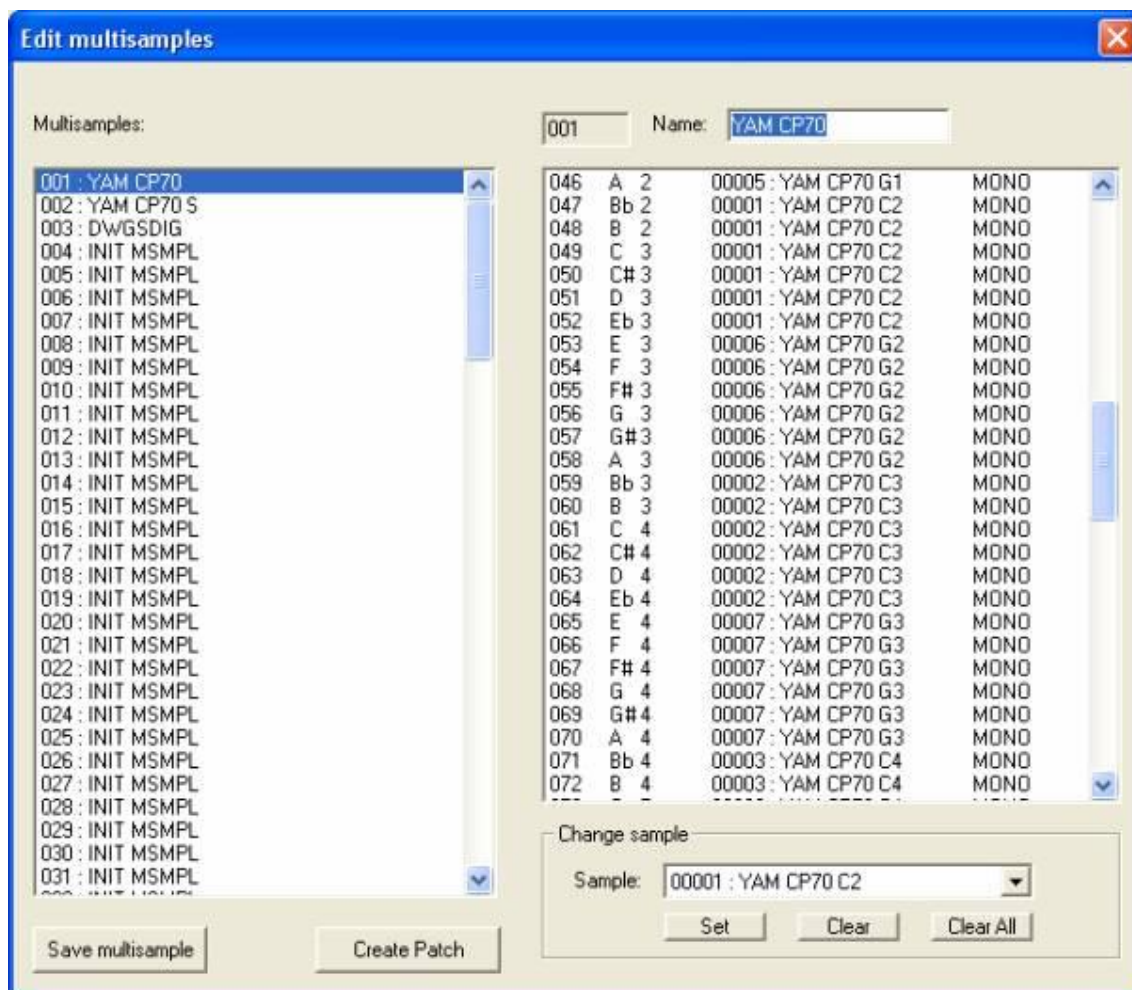 Edit multisamples
Multisamples:
001 : YAM CP70
002 : YAM CP70 S
003 : DWGSDIG
004 : INIT MSMPL
005 : INIT MSMPL
006 : INIT MSMPL
007 : INIT MSMPL
008 : INIT MSMPL
009 : INIT MSMPL
010 : INIT MSMPL
011 : INIT MSMPL
012 : INIT MSMPL
013 : INIT MSMPL
014 : INIT MSMPL
015 : INIT MSMPL
016 : INIT MSMPL
017 : INIT MSMPL
018 : INIT MSMPL
019 : INIT MSMPL
020 : INIT MSMPL
021 : INIT MSMPL
022 : INIT MSMPL
023 : INIT MSMPL
024 : INIT MSMPL
025 : INIT MSMPL
026 : INIT MSMPL
027 : INIT MSMPL
028 : INIT MSMPL
029 : INIT MSMPL
030 : INIT MSMPL
031 : INIT MSMPL
Save multisample
Create Patch
001 Name: YAM CP70
046 A 2 00005 : YAM CP70 G1 MONO
047 Bb 2 00001 : YAM CP70 C2 MONO
048 B 2 00001 : YAM CP70 C2 MONO
049 C 3 00001 : YAM CP70 C2 MONO
050 C# 3 00001 : YAM CP70 C2 MONO
051 D 3 00001 : YAM CP70 C2 MONO
052 Eb 3 00001 : YAM CP70 C2 MONO
053 E 3 00006 : YAM CP70 G2 MONO
054 F 3 00006 : YAM CP70 G2 MONO
055 F# 3 00006 : YAM CP70 G2 MONO
056 G 3 00006 : YAM CP70 G2 MONO
057 G# 3 00006 : YAM CP70 G2 MONO
058 A 3 00006 : YAM CP70 G2 MONO
059 Bb 3 00002 : YAM CP70 C3 MONO
060 B 3 00002 : YAM CP70 C3 MONO
061 C 4 00002 : YAM CP70 C3 MONO
062 C# 4 00002 : YAM CP70 C3 MONO
063 D 4 00002 : YAM CP70 C3 MONO
064 Eb 4 00002 : YAM CP70 C3 MONO
065 E 4 00007 : YAM CP70 G3 MONO
066 F 4 00007 : YAM CP70 G3 MONO
067 F# 4 00007 : YAM CP70 G3 MONO
068 G 4 00007 : YAM CP70 G3 MONO
069 G# 4 00007 : YAM CP70 G3 MONO
070 A 4 00007 : YAM CP70 G3 MONO
071 Bb 4 00003 : YAM CP70 C4 MONO
072 B 4 00003 : YAM CP70 C4 MONO
Change sample
Sample: 00001 : YAM CP70 C2
Set Clear Clear All